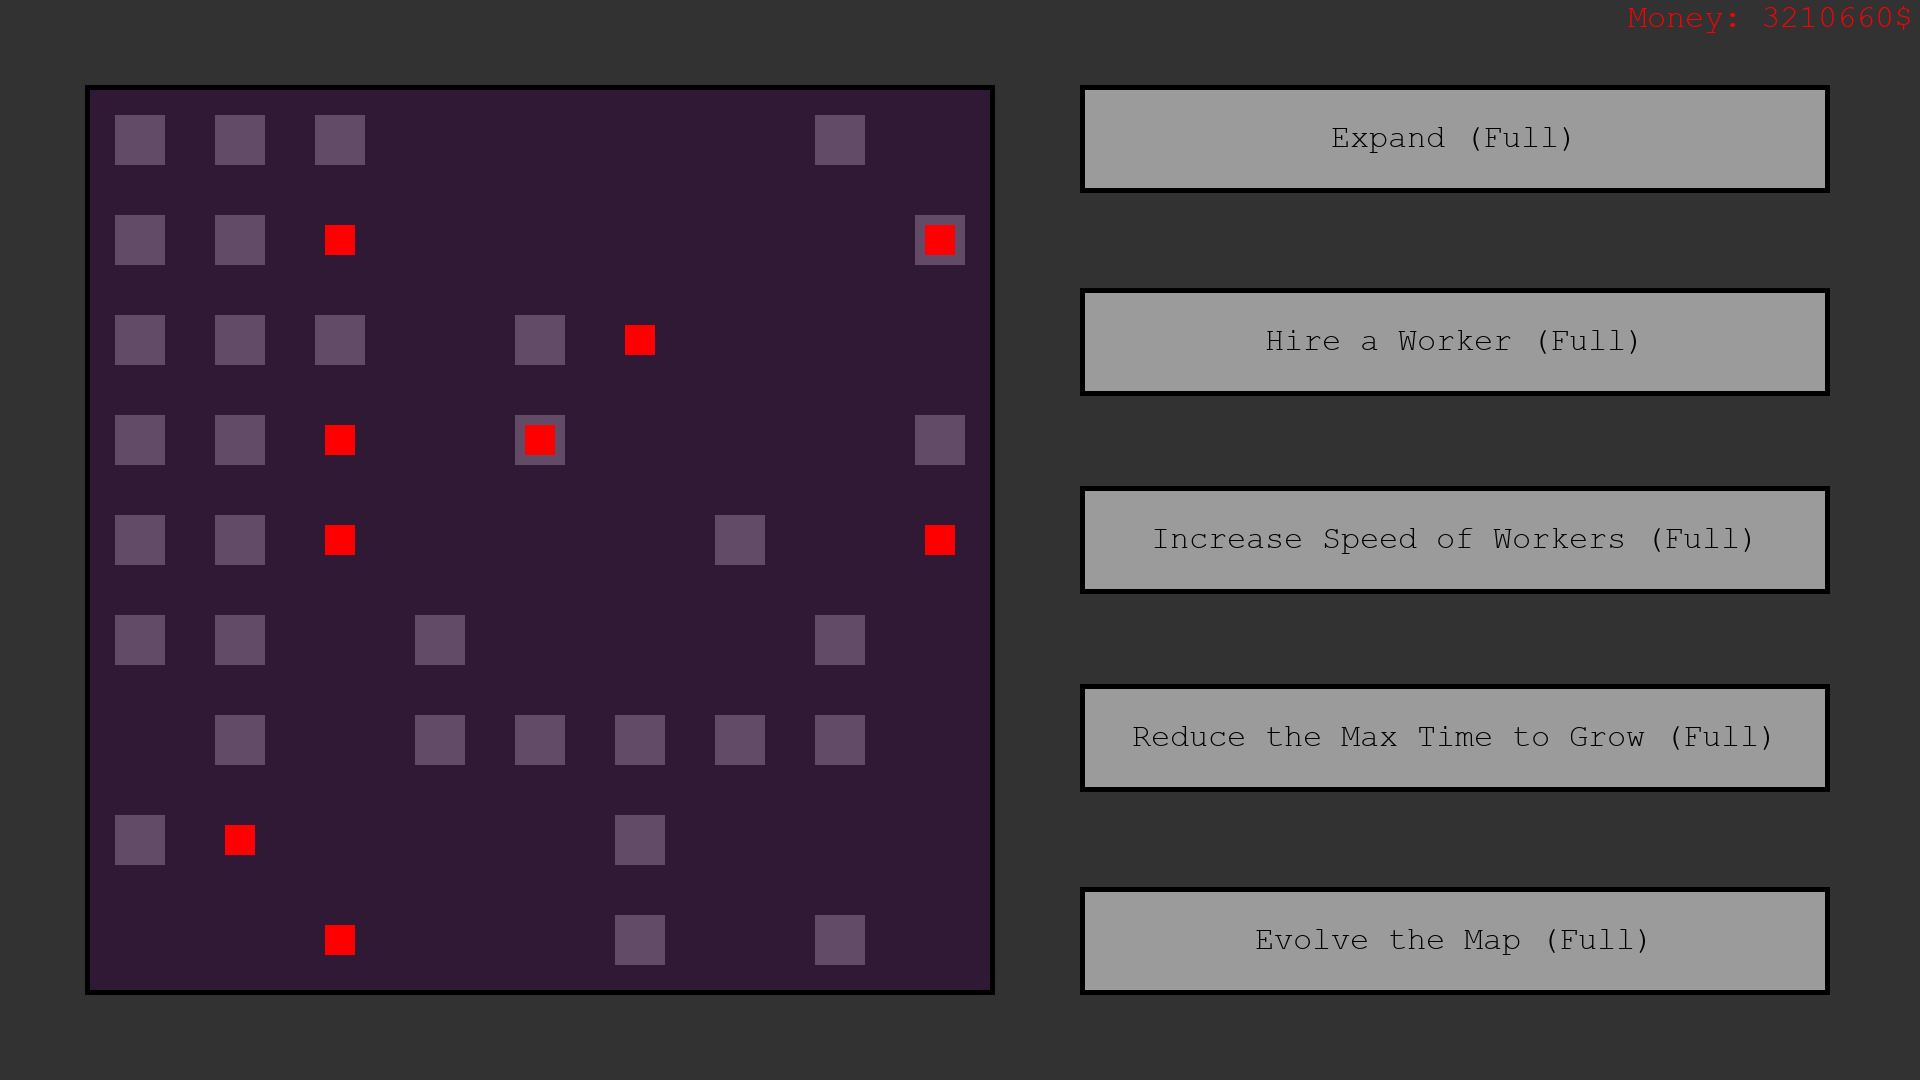 Money: 3210660$
Expand (Full)
Hire a Worker (Full)
Increase Speed of Workers (Full)
Reduce the Max Time to Grow (Full)
Evolve the Map (Full)